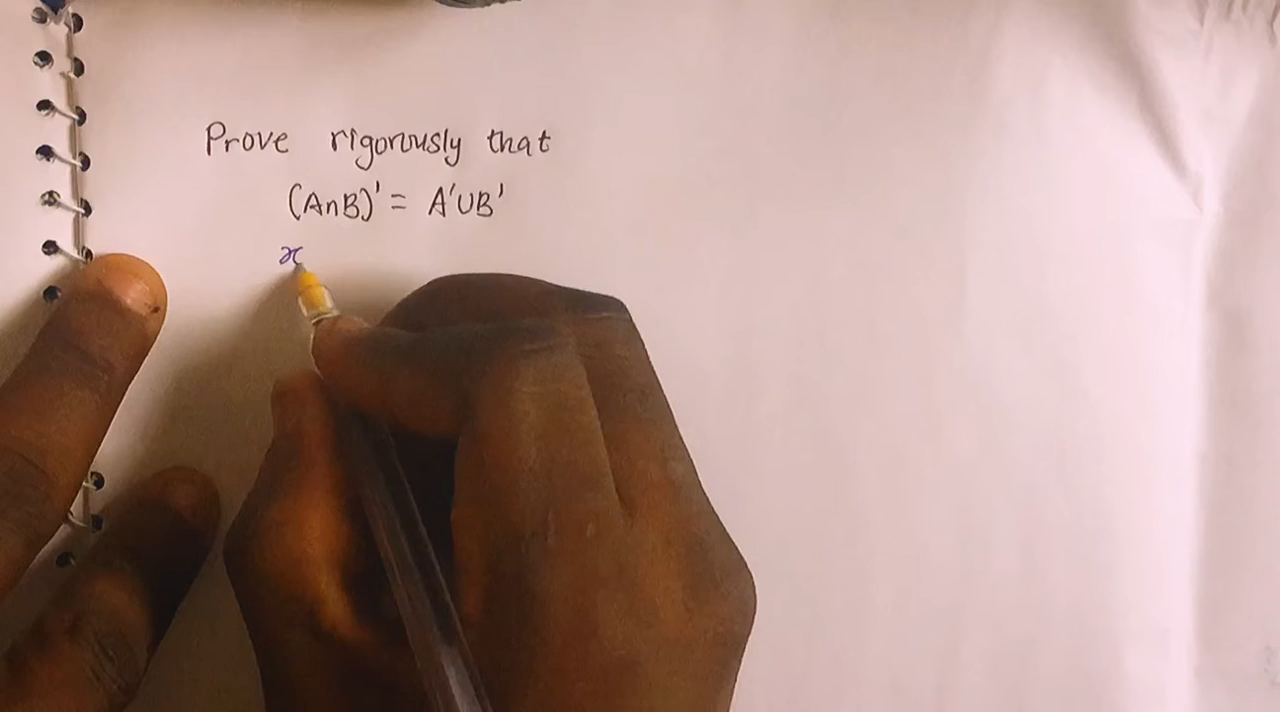 Prove rigorously that
(A∩B)' = A'∪B'
x